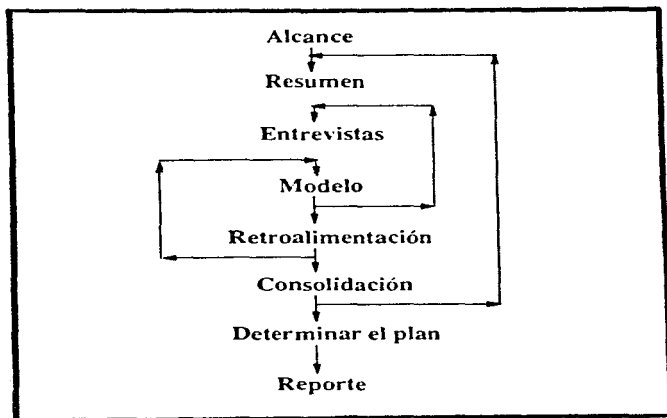 Alcance
Resumen
Entrevistas
Modelo
Retroalimentación
Consolidación
Determinar el plan
Reporte